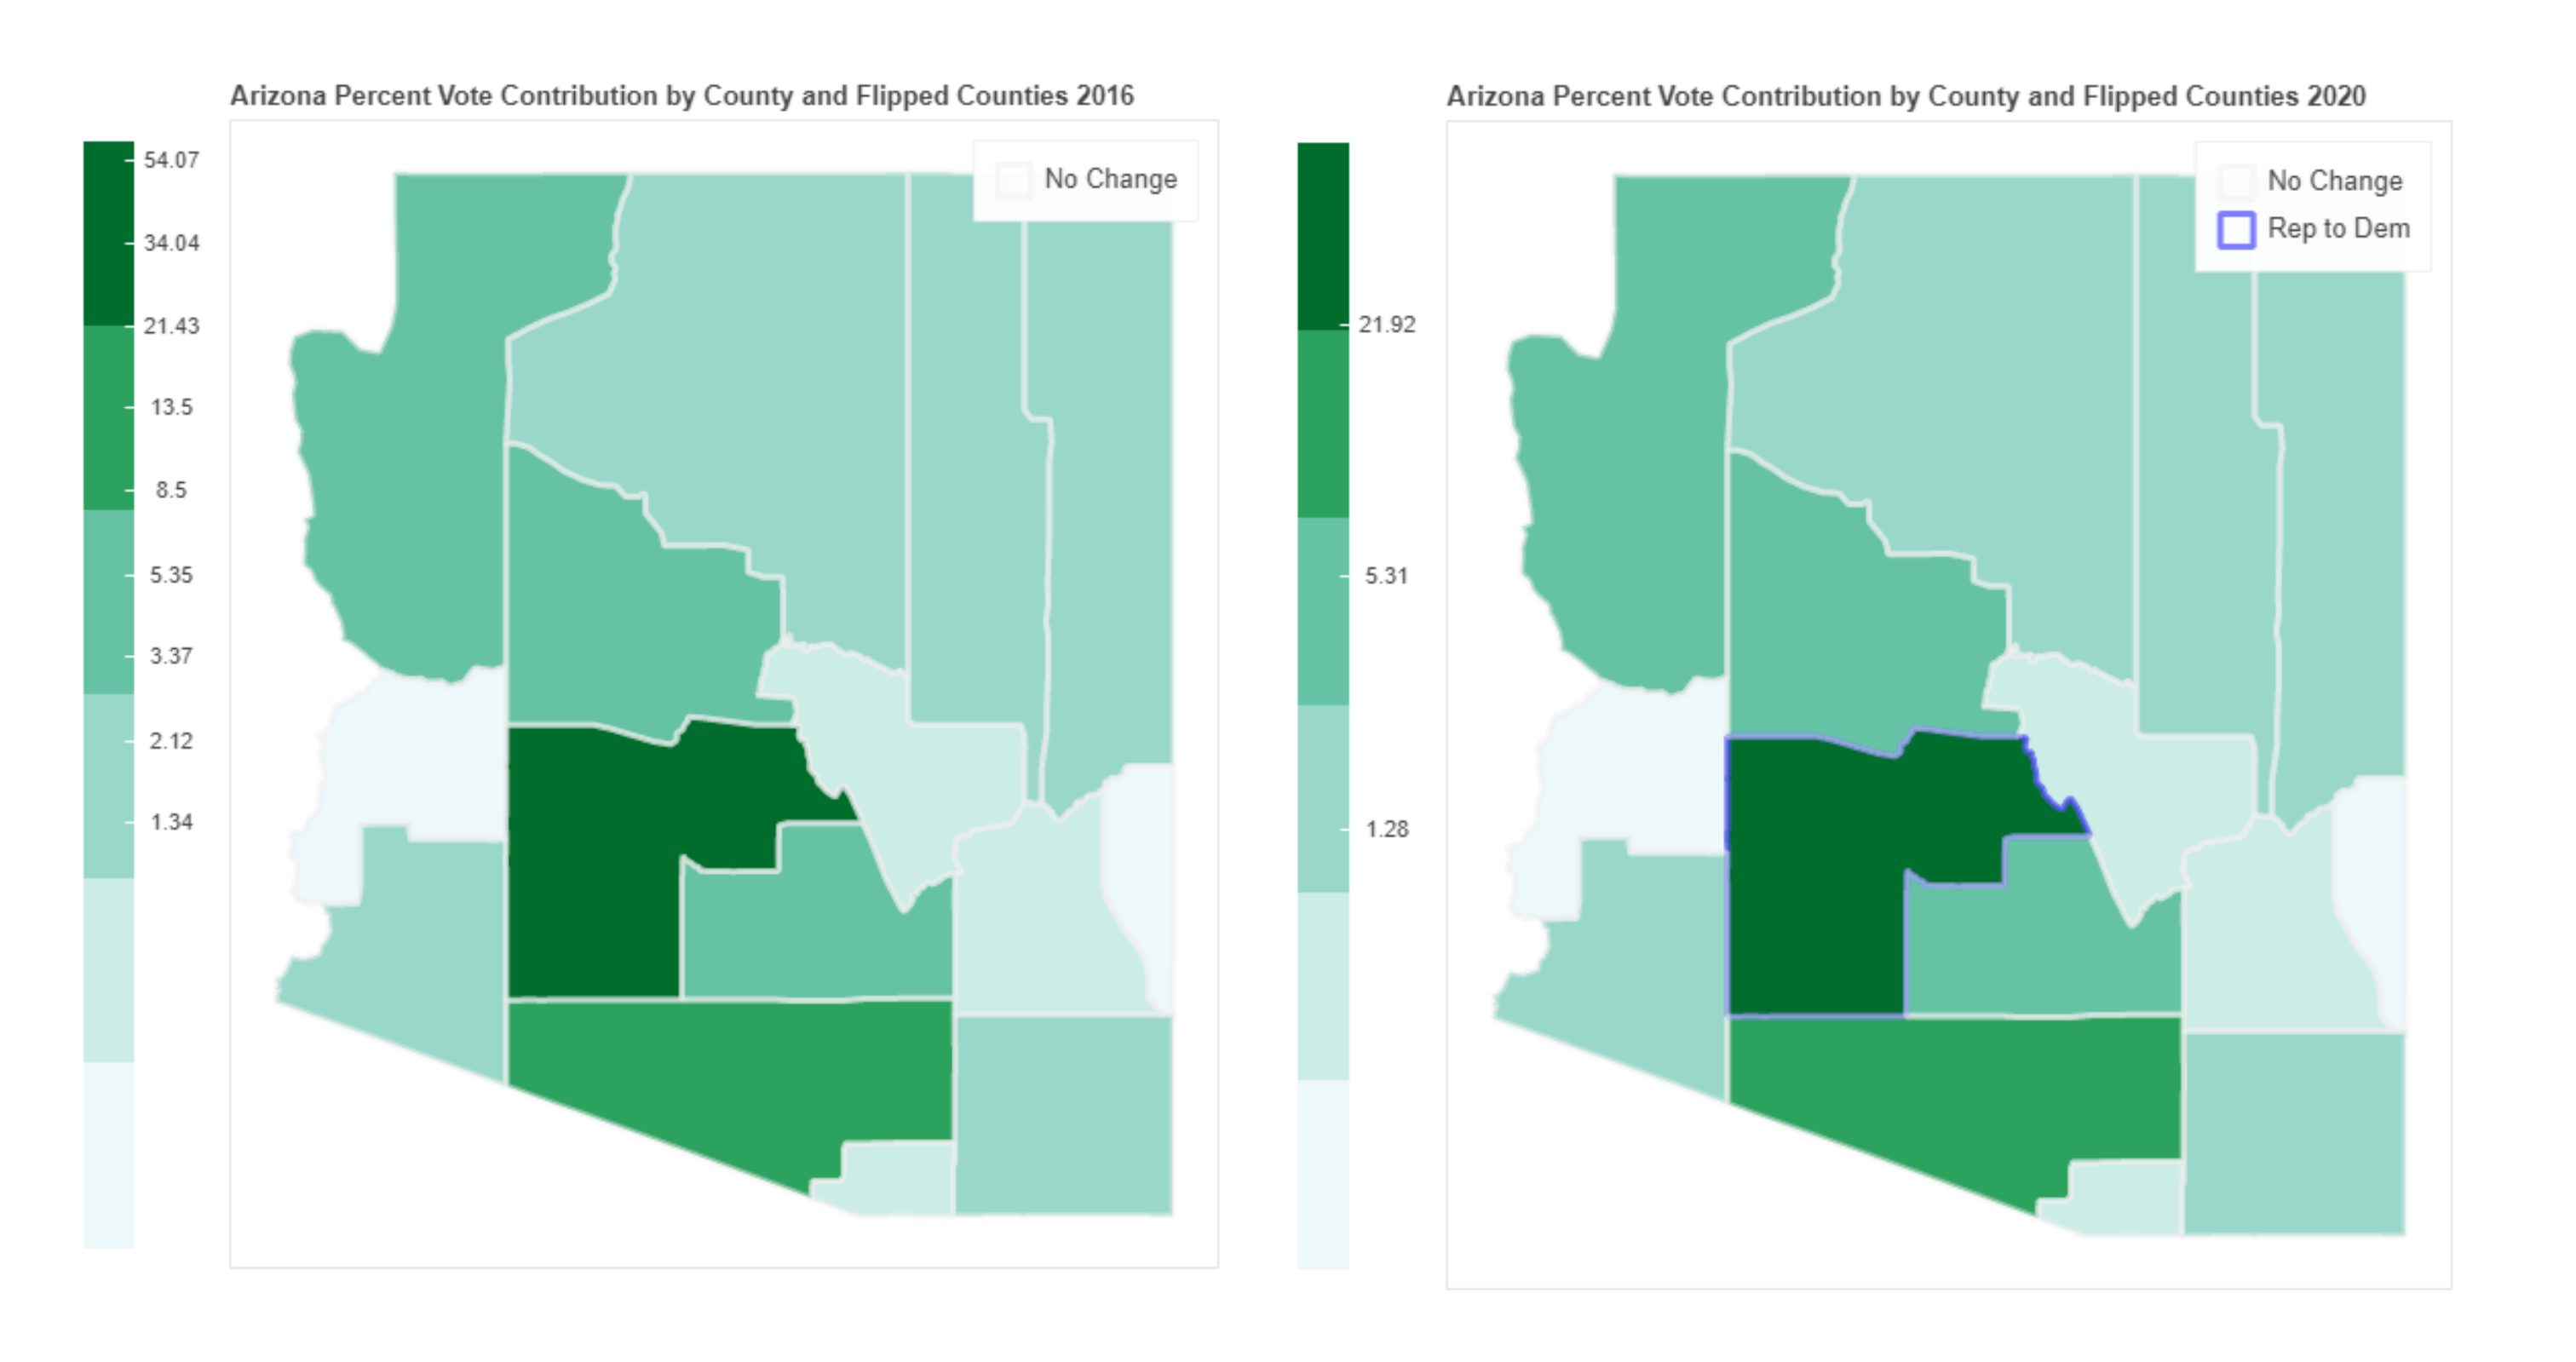 Arizona Percent Vote Contribution by County and Flipped Counties 2016
54.07
34.04
21.43
13.5
8.5
5.35
3.37
2.12
1.34
No Change
Arizona Percent Vote Contribution by County and Flipped Counties 2020
21.92
5.31
1.28
No Change
Rep to Dem